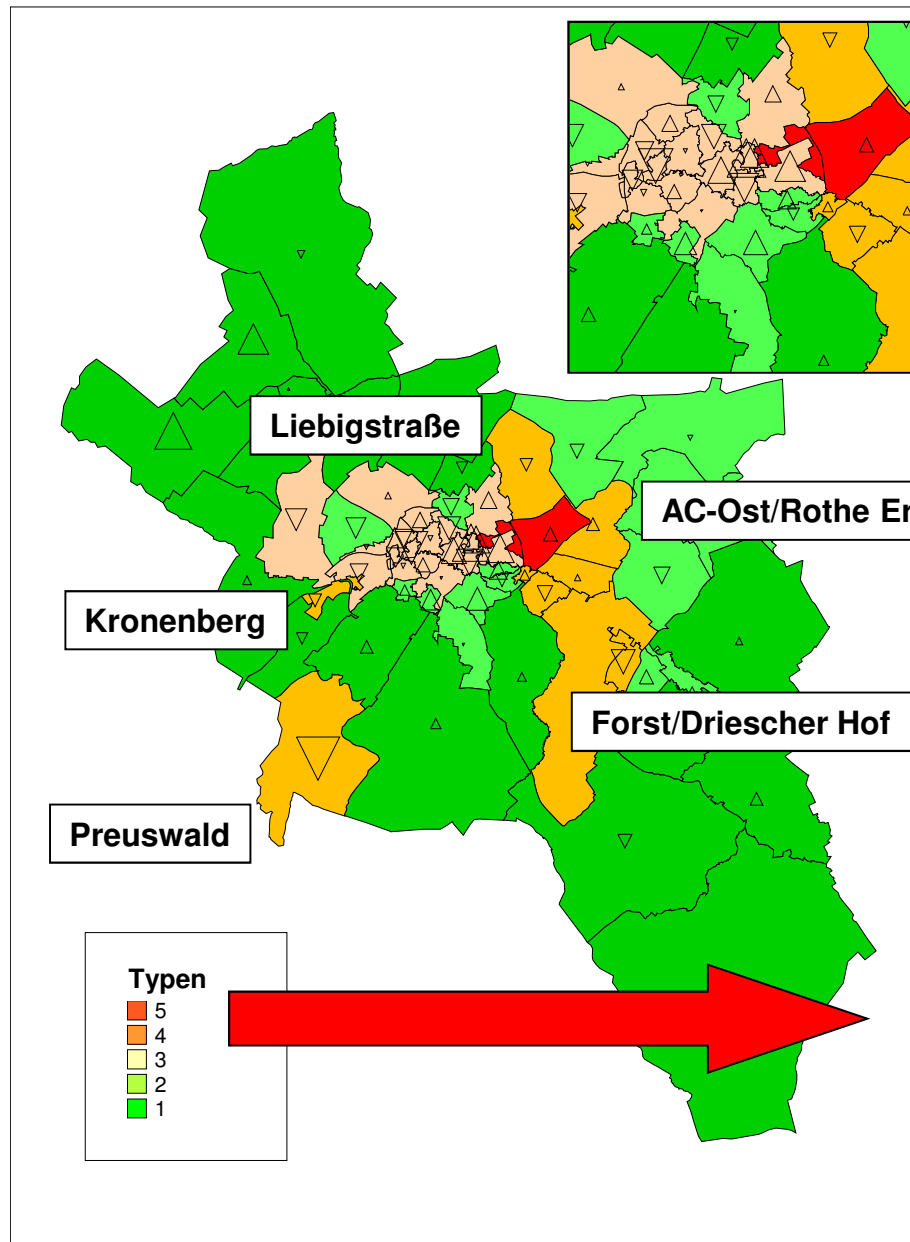 Liebigstraße
AC-Ost/Rothe Er
Kronenberg
Forst/Driescher Hof
Preuswald
Typen
5
4
3
2
1